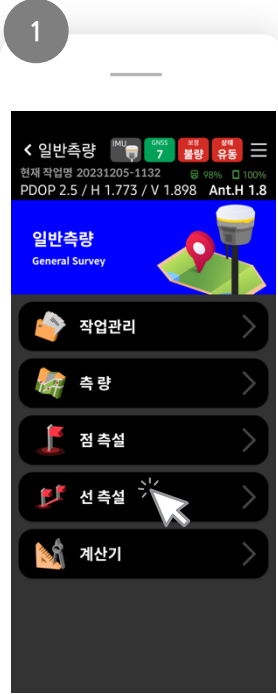 1
일반측량
IMU
GNSS
7
보정
불량
상태
유동
현재 작업명 20231205-1132 98% 100%
PDOP 2.5 / H 1.773 / V 1.898 Ant.H 1.8
일반측량
General Survey
작업관리
측 량
점 측설
선 측설
계산기